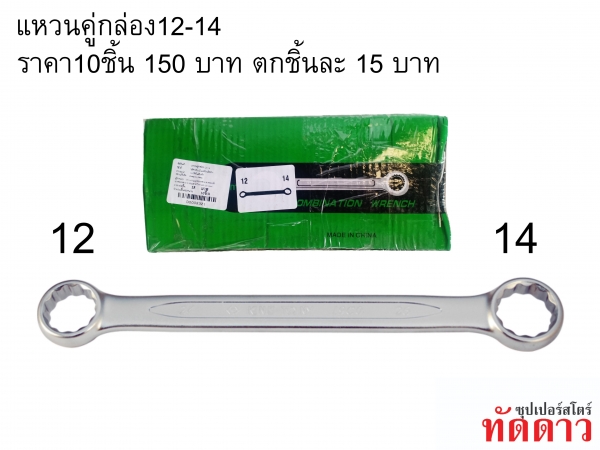 แหวนคู่กล่อง12-14
ราคา10ชิ้น 150 บาท ตกชิ้นละ 15 บาท
12 14
COMBINATION WRENCH
MADE IN CHINA
12 14
ซุปเปอร์สโตร์
ทัดดาว